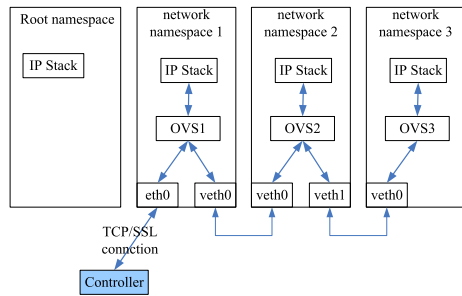 Root namespace
IP Stack
network
namespace 1
IP Stack
OVS1
eth0
veth0
network
namespace 2
IP Stack
OVS2
veth0
veth1
network
namespace 3
IP Stack
OVS3
veth0
TCP/SSL
connction
Controller